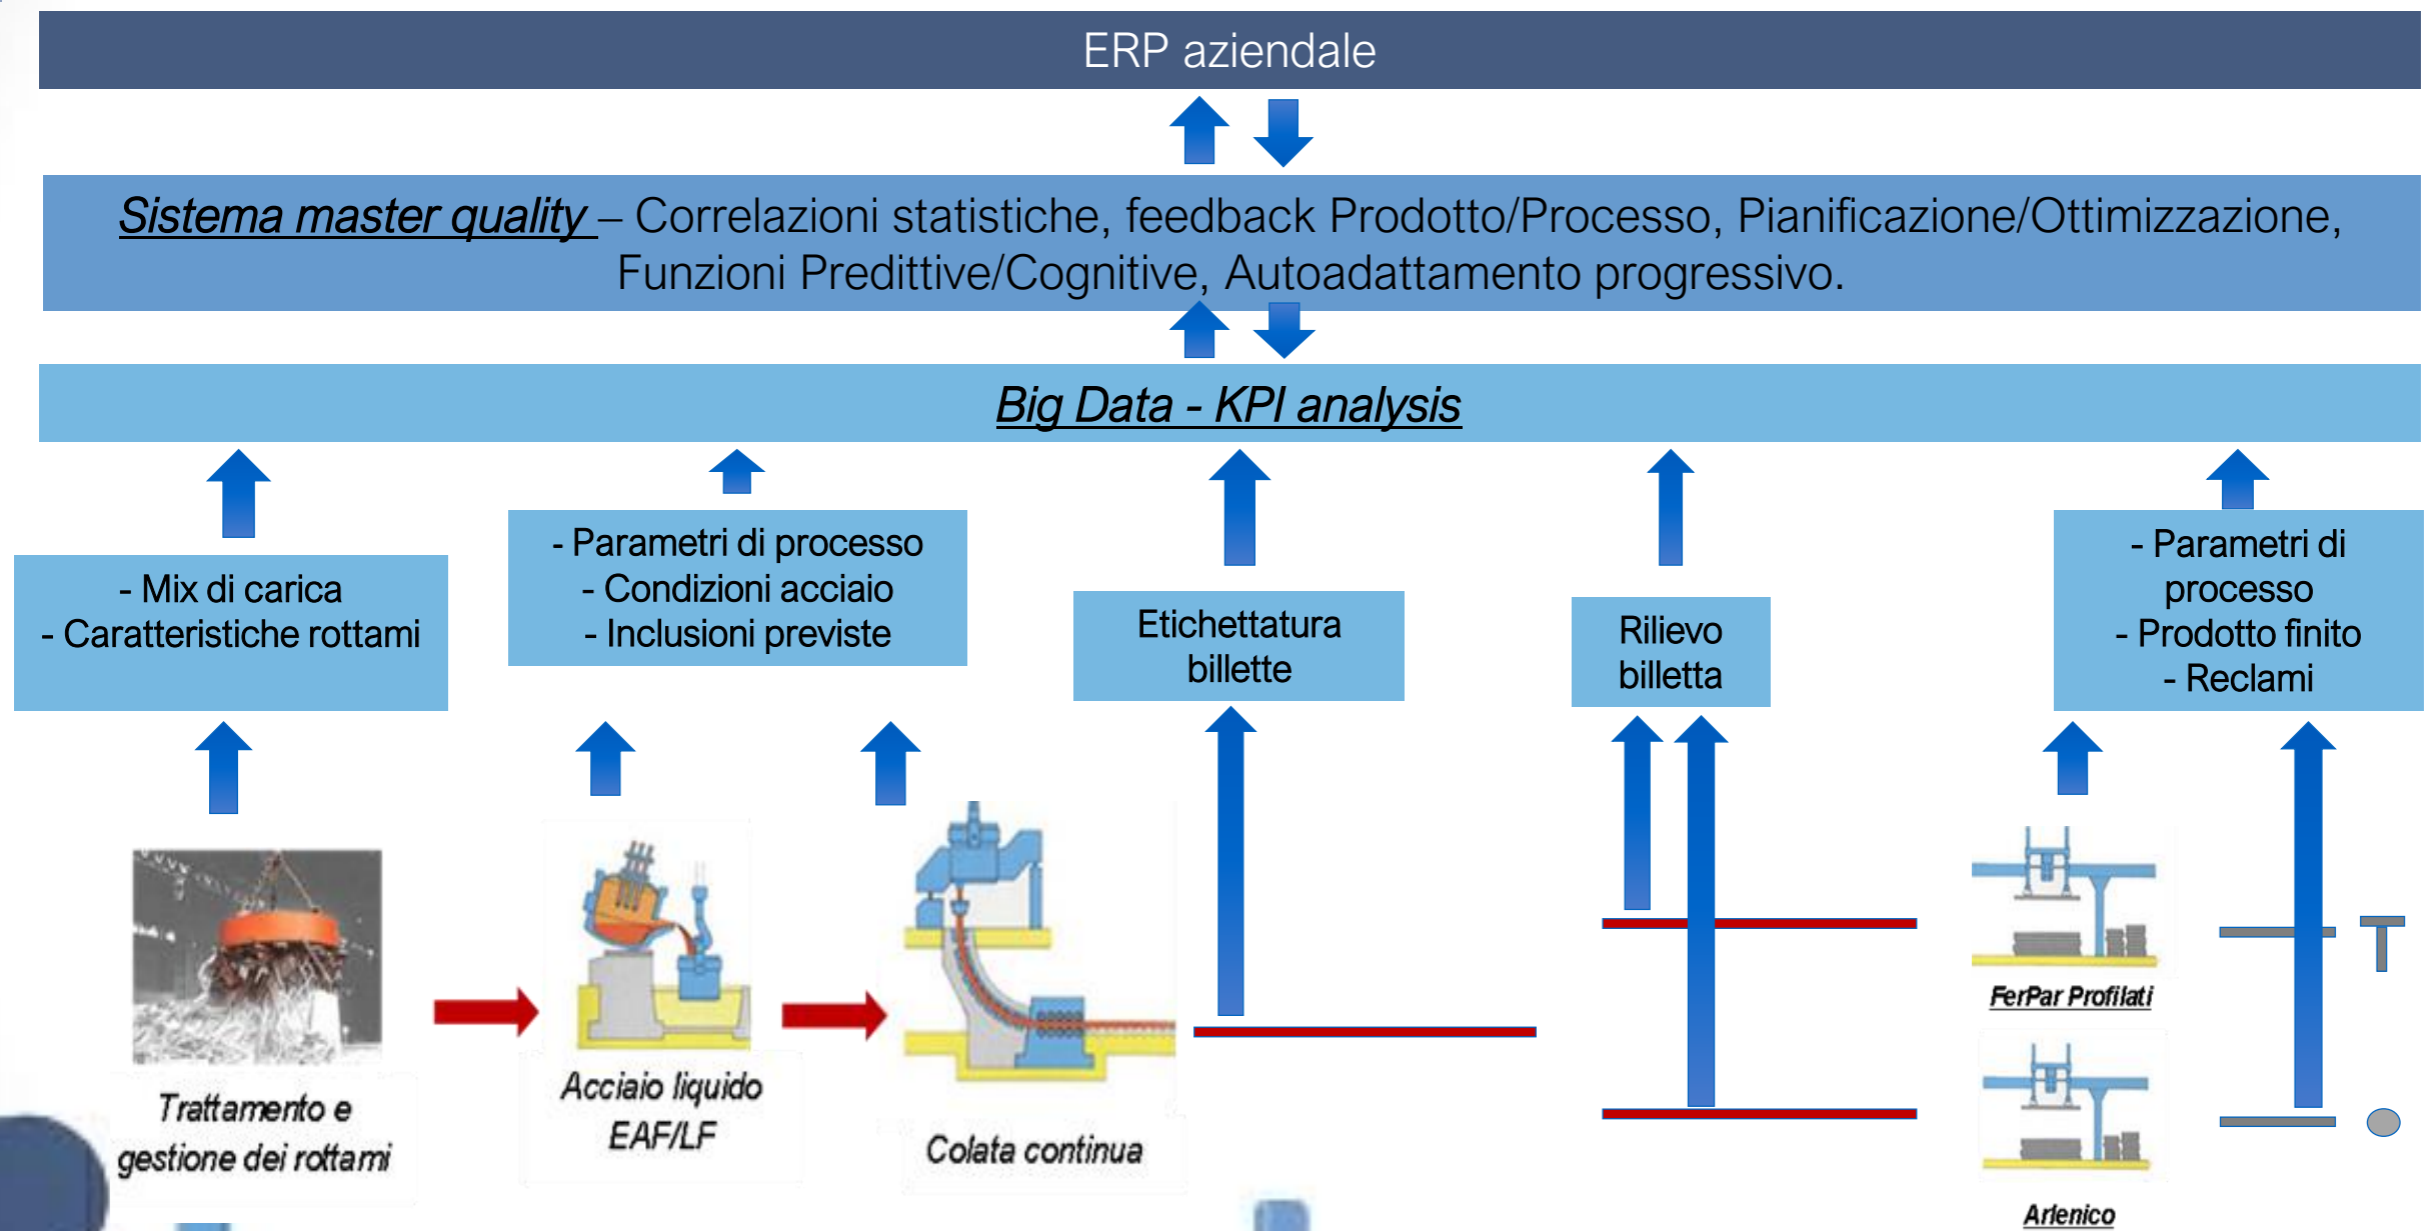 ERP aziendale
Sistema master quality – Correlazioni statistiche, feedback Prodotto/Processo, Pianificazione/Ottimizzazione,
Funzioni Predittive/Cognitive, Autoadattamento progressivo.
Big Data - KPI analysis
- Mix di carica
- Caratteristiche rottami
- Parametri di processo
- Condizioni acciaio
- Inclusioni previste
Etichettatura
billette
Rilievo
billetta
- Parametri di
processo
- Prodotto finito
- Reclami
Trattamento e
gestione dei rottami
Acciaio liquido
EAF/LF
Colata continua
FerPar Profilati
Arlenico